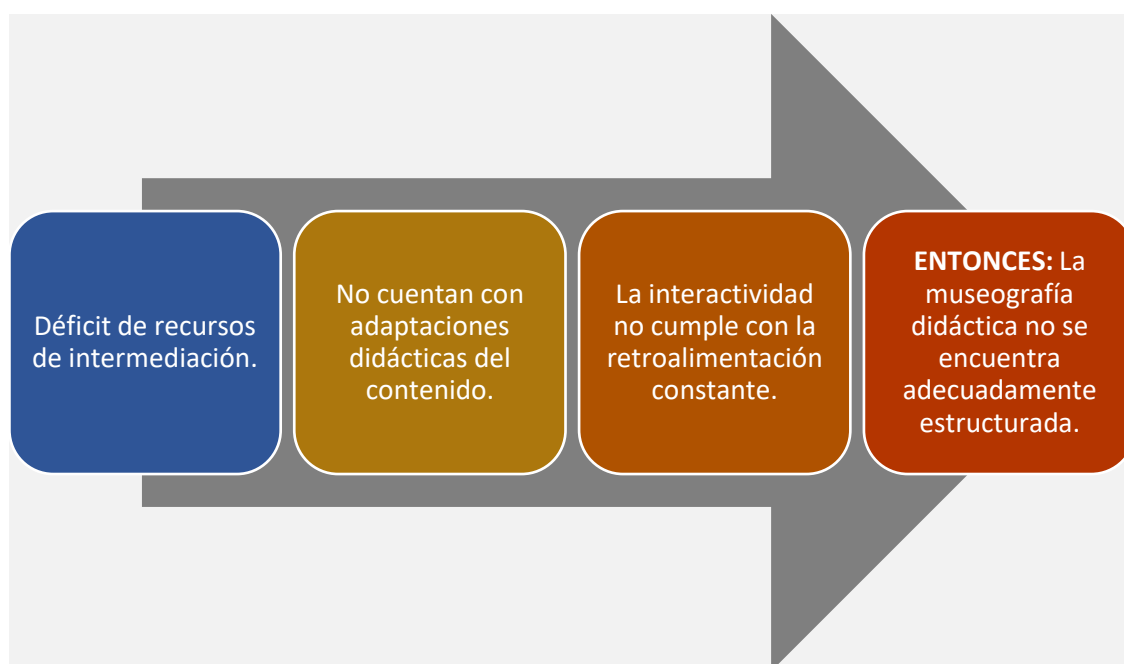 Déficit de recursos
de intermediación.
No cuentan con
adaptaciones
didácticas del
contenido.
La interactividad
no cumple con la
retroalimentación
constante.
ENTONCES: La
museografía
didáctica no se
encuentra
adecuadamente
estructurada.